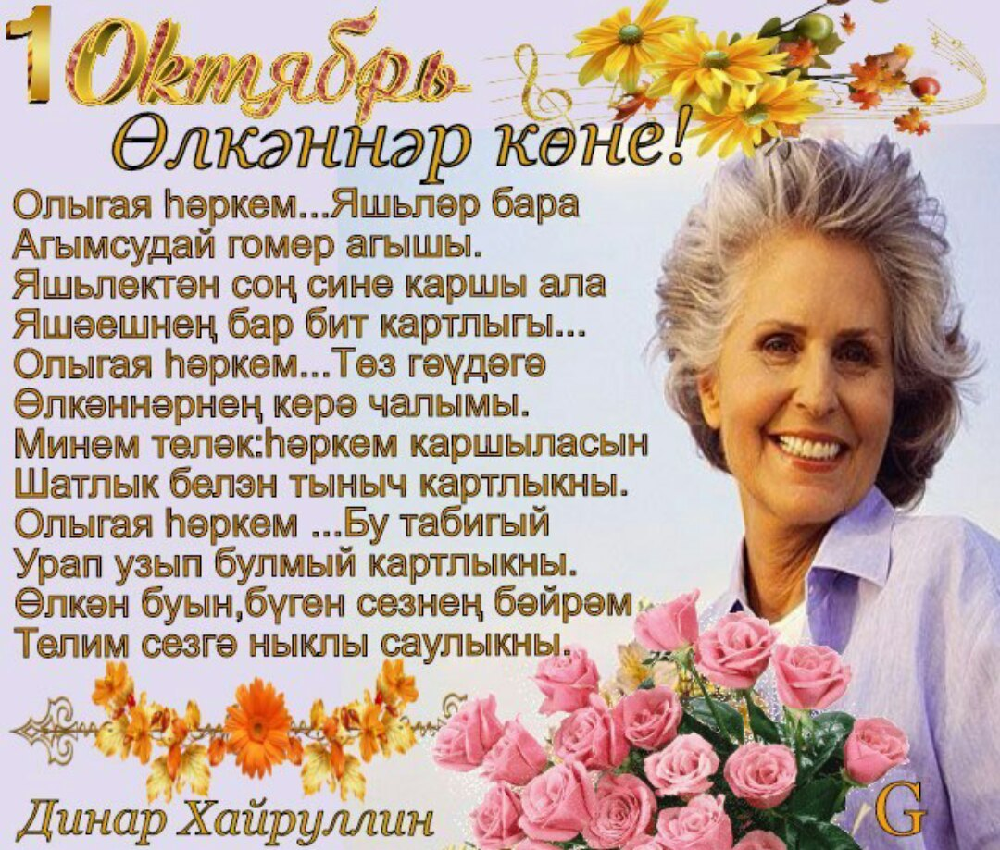 1 Октябрь
Өлкәннәр көне!
Олыгая һәркем...Яшьләр бара
Агымсудай гомер агышы.
Яшьлектән соң сине каршы ала
Яшәешнең бар бит картлыгы...
Олыгая һәркем...Төз гәүдәгә
Өлкәннәрнең керә чалымы.
Минем теләк:һәркем каршыласын
Шатлык белэн тыныч картлыкны.
Олыгая һәркем ...Бу табигый
Урап узып булмый картлыкны.
Өлкән буын,бүген сезнең бәйрәм
Телим сезгә ныклы саулыкны.
Динар Хайруллин
G